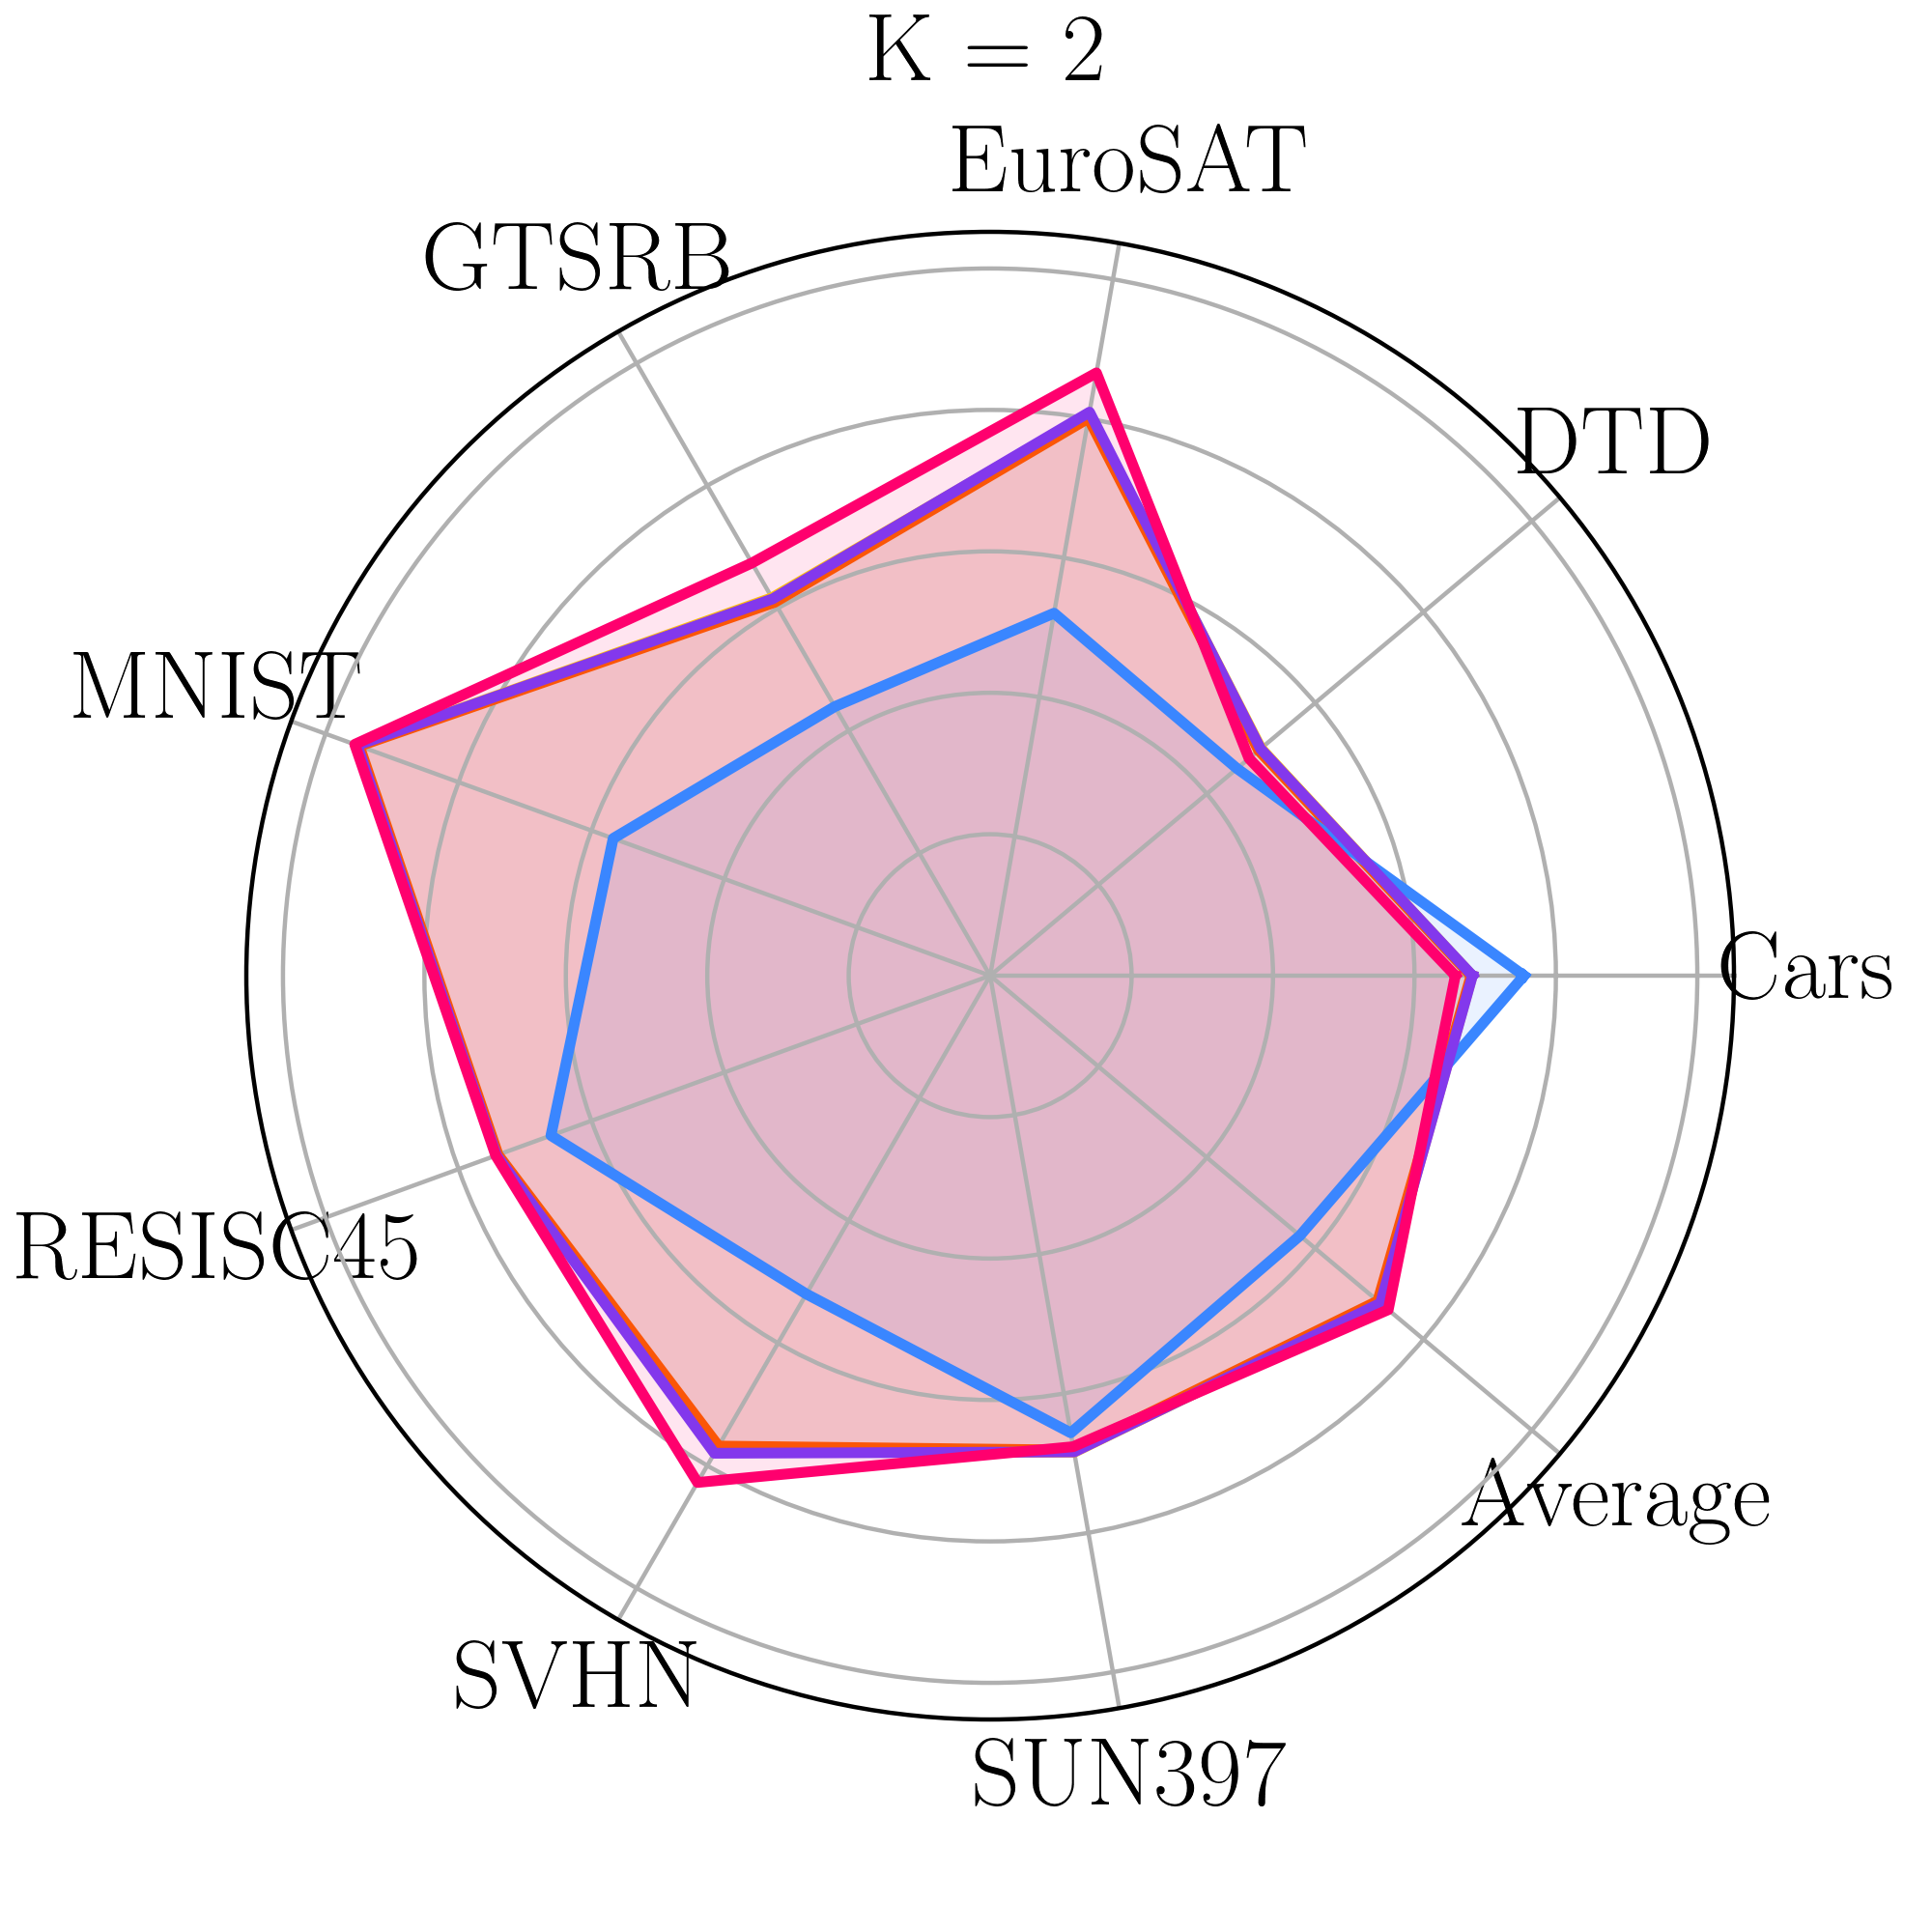 K = 2
EuroSAT
GTSRB
DTD
MNIST
Cars
RESISC45
Average
SVHN
SUN397